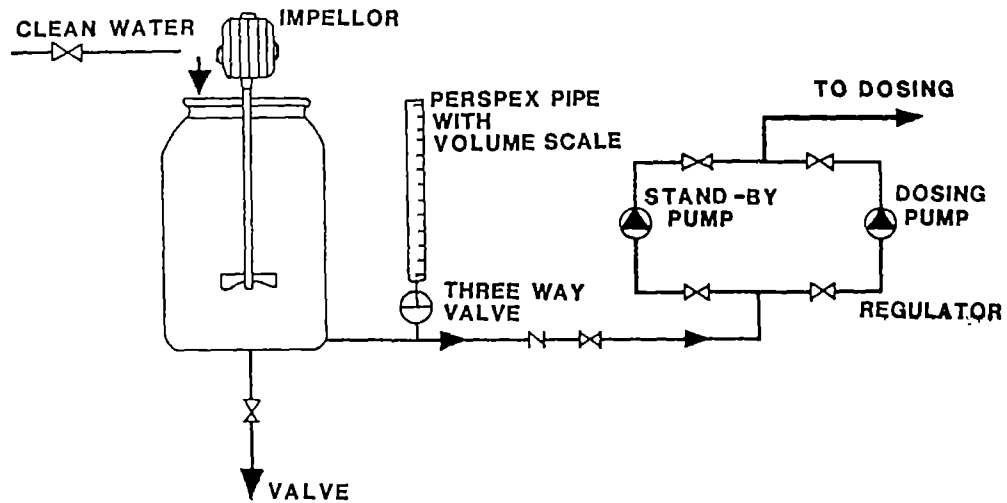 IMPELLOR
CLEAN WATER
PERSPEX PIPE
WITH
VOLUME SCALE
TO DOSING
STAND-BY
PUMP
DOSING
PUMP
THREE WAY
VALVE
REGULATOR
VALVE